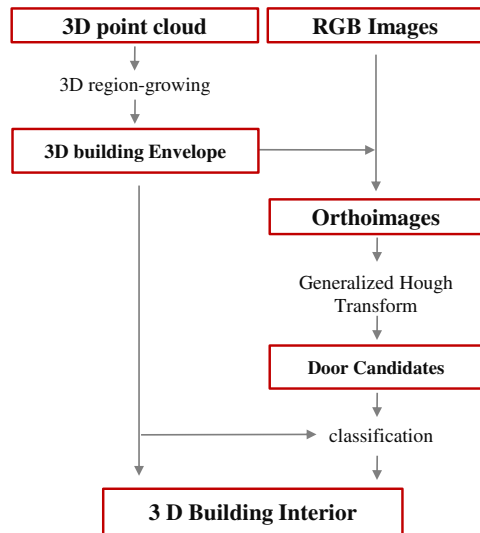 3D point cloud
RGB Images
3D region-growing
3D building Envelope
Orthoimages
Generalized Hough
Transform
Door Candidates
classification
3 D Building Interior